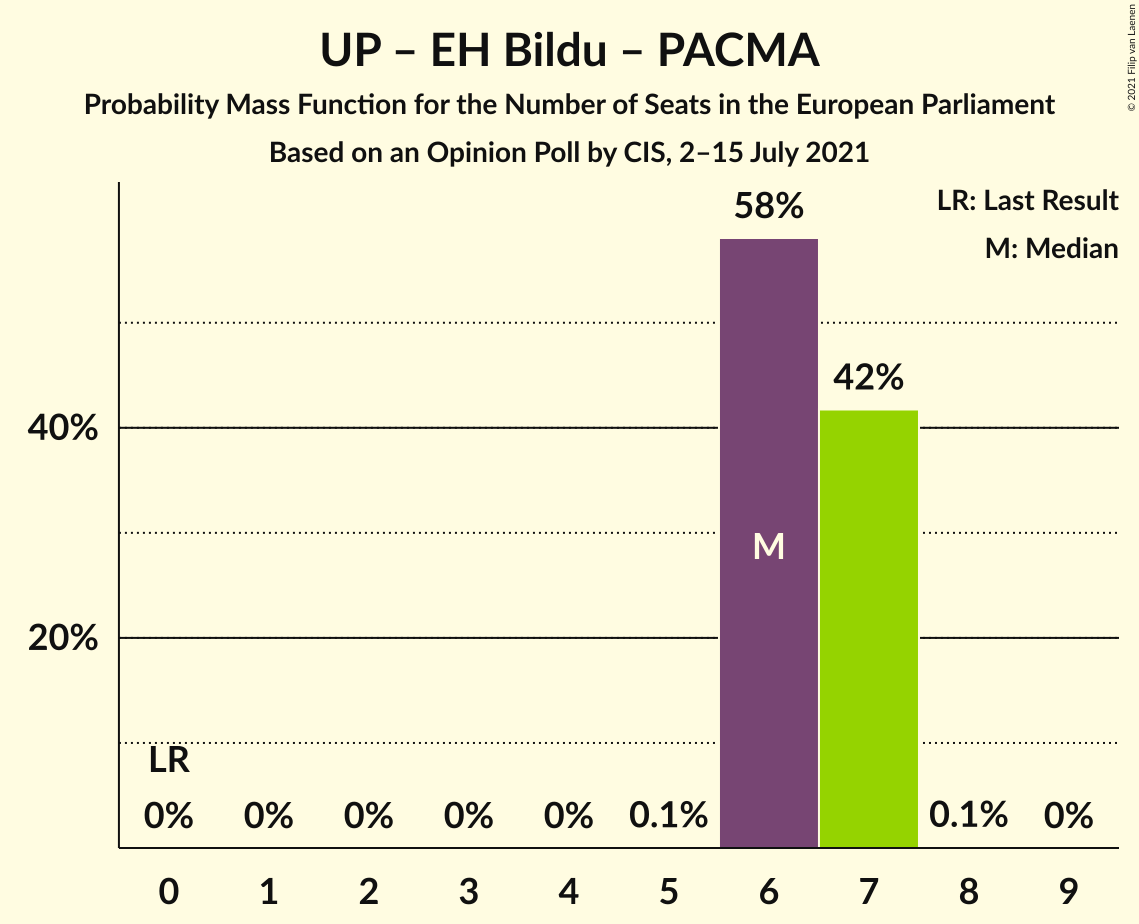 UP – EH Bildu – PACMA
Probability Mass Function for the Number of Seats in the European Parliament
Based on an Opinion Poll by CIS, 2–15 July 2021
© 2021 Filip van Laenen
LR: Last Result
M: Median
58%
42%
40%
M
20%
LR
0% 0% 0% 0% 0% 0.1% 0.1% 0%
0 1 2 3 4 5 6 7 8 9